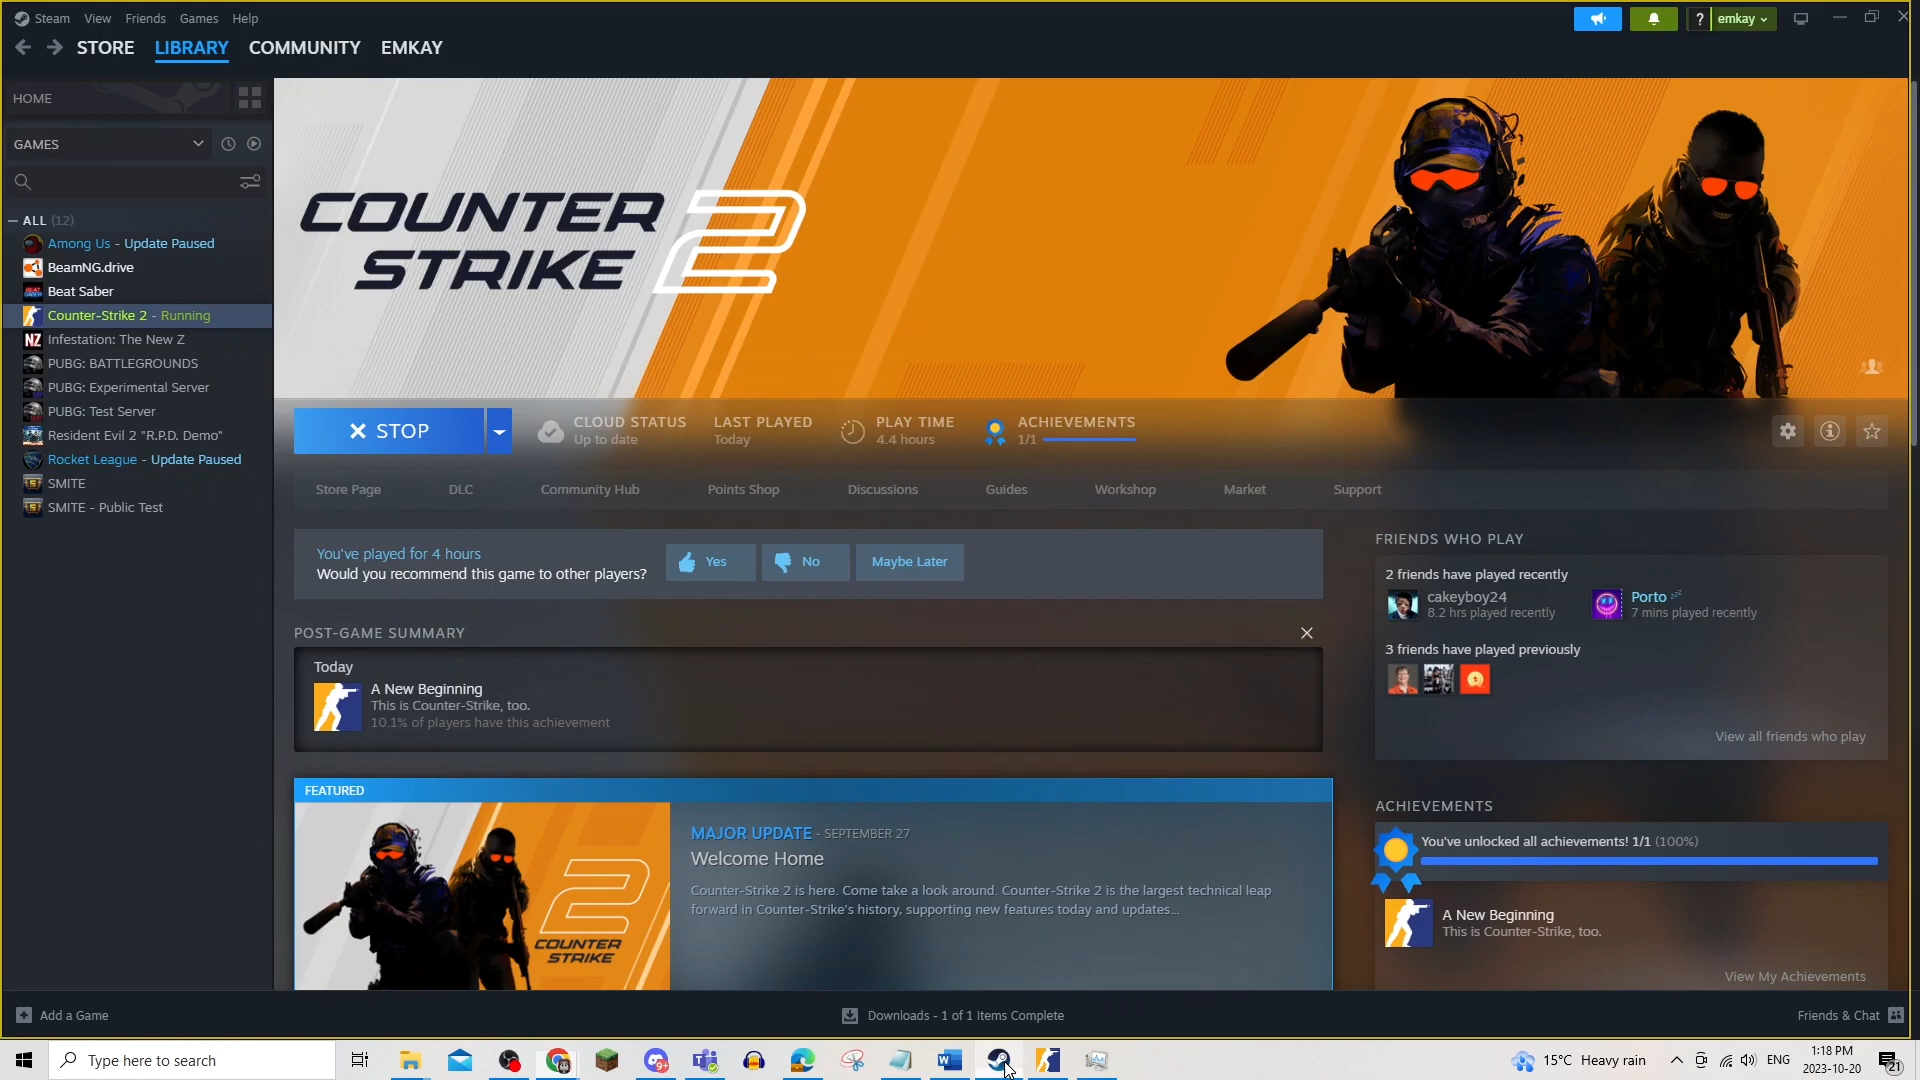 Steam View Friends Games Help
emkay
STORE LIBRARY COMMUNITY EMKAY
HOME
GAMES
ALL (12)
Among Us - Update Paused
BeamNG.drive
Beat Saber
Counter-Strike 2 - Running
Infestation: The New Z
PUBG: BATTLEGROUNDS
PUBG: Experimental Server
PUBG: Test Server
Resident Evil 2 "R.P.D. Demo"
Rocket League - Update Paused
SMITE
SMITE - Public Test
COUNTER
STRIKE 2
STOP
CLOUD STATUS
Up to date
LAST PLAYED
Today
PLAY TIME
4.4 hours
ACHIEVEMENTS
1/1
Store Page DLC Community Hub Points Shop Discussions Guides Workshop Market Support
You've played for 4 hours
Would you recommend this game to other players?
Yes No Maybe Later
POST-GAME SUMMARY
Today
A New Beginning
This is Counter-Strike, too.
10.1% of players have this achievement
FEATURED
2
COUNTER
STRIKE
MAJOR UPDATE - SEPTEMBER 27
Welcome Home
Counter-Strike 2 is here. Come take a look around. Counter-Strike 2 is the largest technical leap
forward in Counter-Strike's history, supporting new features today and updates...
FRIENDS WHO PLAY
2 friends have played recently
cakeyboy24
8.2 hrs played recently
Porto zzz
7 mins played recently
3 friends have played previously
View all friends who play
ACHIEVEMENTS
You've unlocked all achievements! 1/1 (100%)
A New Beginning
This is Counter-Strike, too.
View My Achievements
Add a Game
Downloads - 1 of 1 Items Complete
Friends & Chat
Type here to search
9+
15°C Heavy rain
ENG
1:18 PM
2023-10-20
21